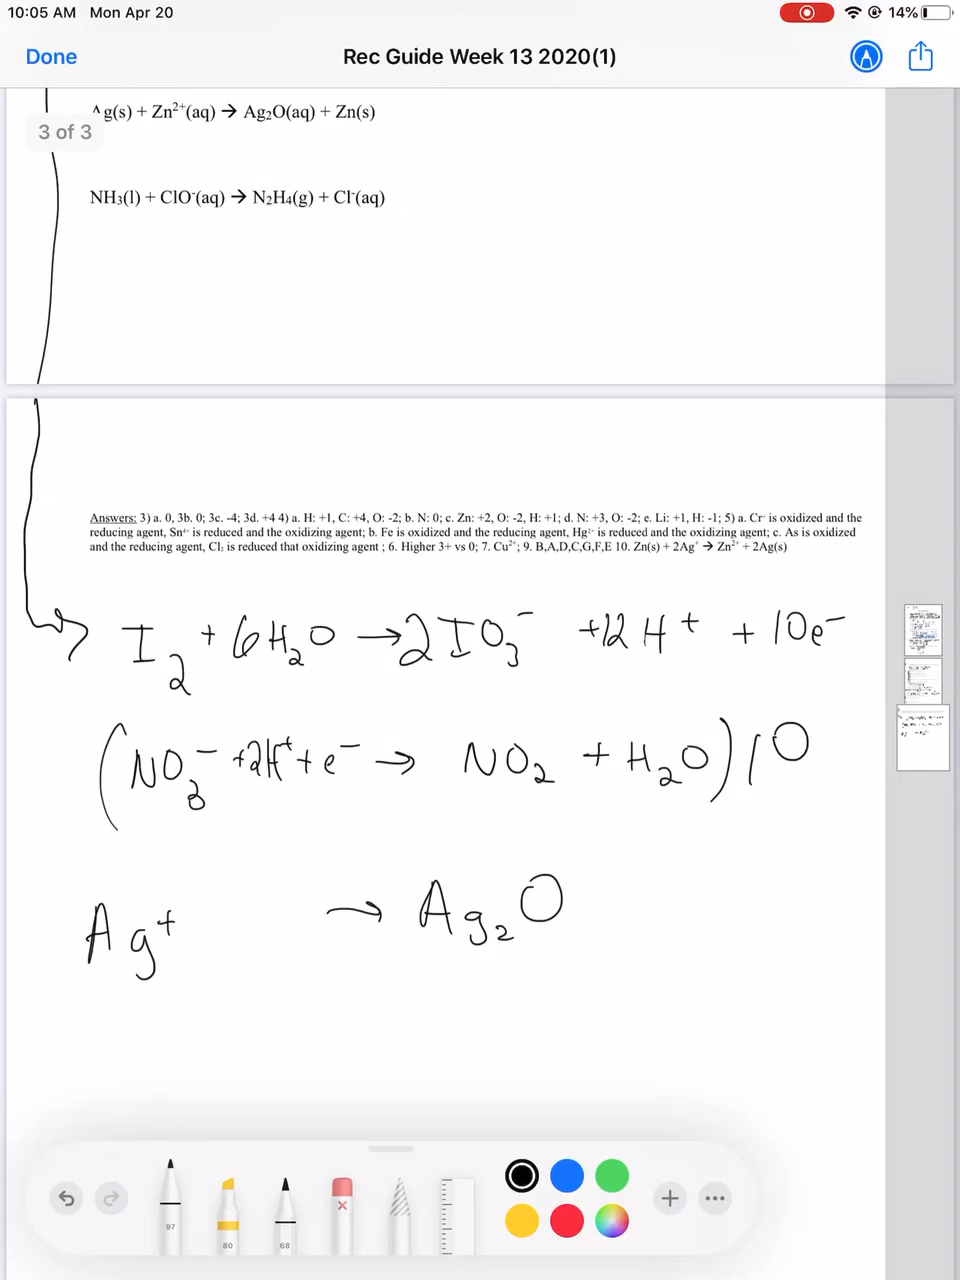 10:05 AM Mon Apr 20 14%
Done Rec Guide Week 13 2020(1)
Ag(s) + Zn²⁺(aq) → Ag2O(aq) + Zn(s)
3 of 3
NH3(l) + ClO⁻(aq) → N2H4(g) + Cl⁻(aq)
Answers: 3) a. 0, 3b. 0; 3c. -4; 3d. +4 4) a. H: +1, C: +4, O: -2; b. N: 0; c. Zn: +2, O: -2, H: +1; d. N: +3, O: -2; e. Li: +1, H: -1; 5) a. Cr⁻ is oxidized and the
reducing agent, Sn⁴⁺ is reduced and the oxidizing agent; b. Fe is oxidized and the reducing agent, Hg²⁺ is reduced and the oxidizing agent; c. As is oxidized
and the reducing agent, Cl₂ is reduced that oxidizing agent ; 6. Higher 3+ vs 0; 7. Cu²⁺; 9. B,A,D,C,G,F,E 10. Zn(s) + 2Ag⁺ → Zn²⁺ + 2Ag(s)
I₂ + 6H₂O → 2IO₃⁻ + 12H⁺ + 10e⁻
(NO₃⁻ + 2H⁺ + e⁻ → NO₂ + H₂O) 10
Ag⁺ → Ag₂O
97 80 68